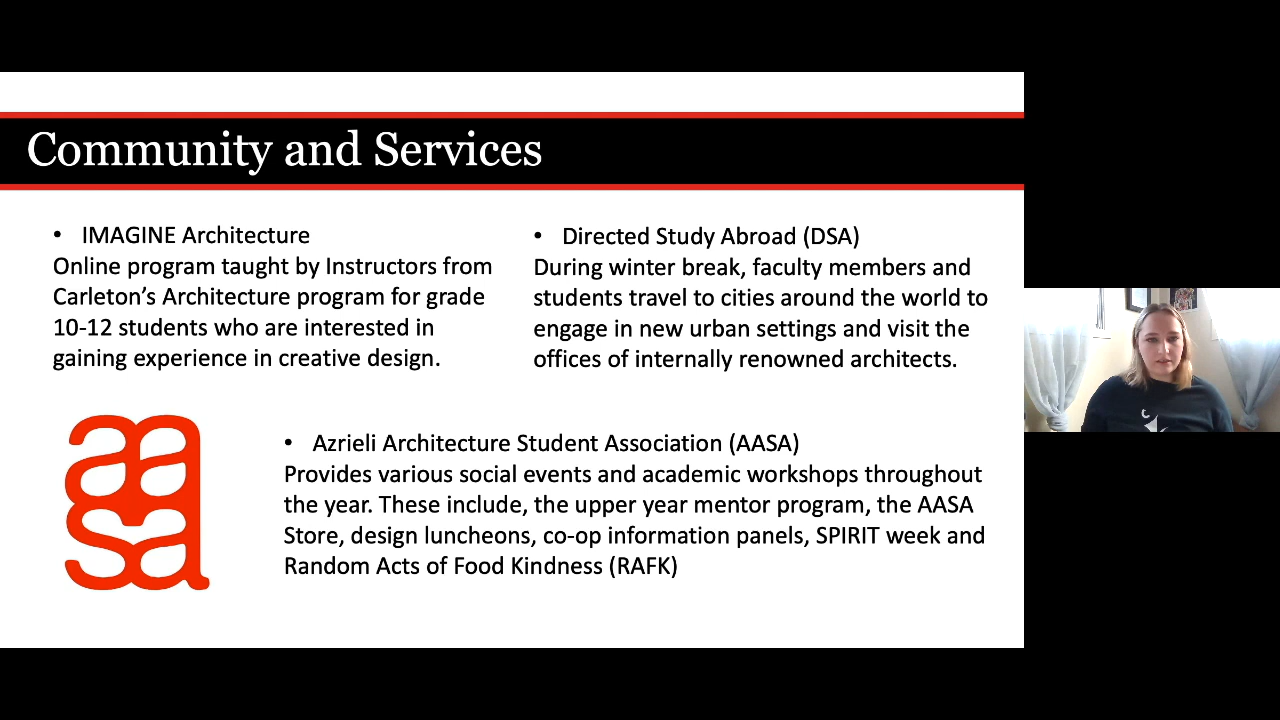 Community and Services
• IMAGINE Architecture
Online program taught by Instructors from
Carleton’s Architecture program for grade
10-12 students who are interested in
gaining experience in creative design.
• Directed Study Abroad (DSA)
During winter break, faculty members and
students travel to cities around the world to
engage in new urban settings and visit the
offices of internally renowned architects.
aa
sa
• Azrieli Architecture Student Association (AASA)
Provides various social events and academic workshops throughout
the year. These include, the upper year mentor program, the AASA
Store, design luncheons, co-op information panels, SPIRIT week and
Random Acts of Food Kindness (RAFK)